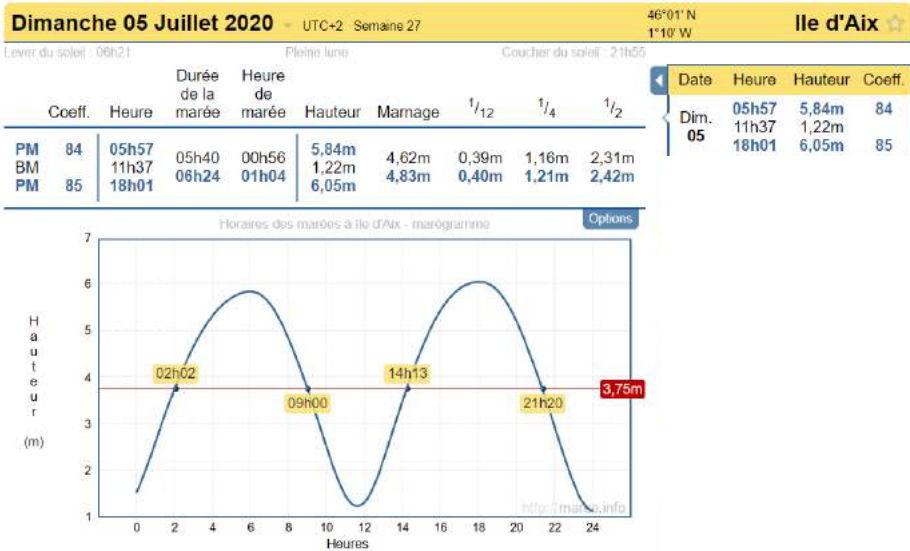 Dimanche 05 Juillet 2020 UTC+2 Semaine 27
46°01' N
1°10' W
Ile d'Aix
Lever du soleil : 06h21 Pleine lune Coucher du soleil : 21h55
Coeff. Heure Durée de la marée Heure de marée Hauteur Marnage 1/12 1/4 1/2
PM 84 05h57 5,84m
BM 11h37 05h40 00h56 1,22m 4,62m 0,39m 1,16m 2,31m
PM 85 18h01 06h24 01h04 6,05m 4,83m 0,40m 1,21m 2,42m
Date Heure Hauteur Coeff.
Dim. 05
05h57 5,84m 84
11h37 1,22m
18h01 6,05m 85
Horaires des marées à Ile d'Aix - marégramme
Options
Hauteur
(m)
7
6
5
4
3
2
1
02h02
09h00
14h13
21h20
3,75m
http://maree.info
0 2 4 6 8 10 12 14 16 18 20 22 24
Heures